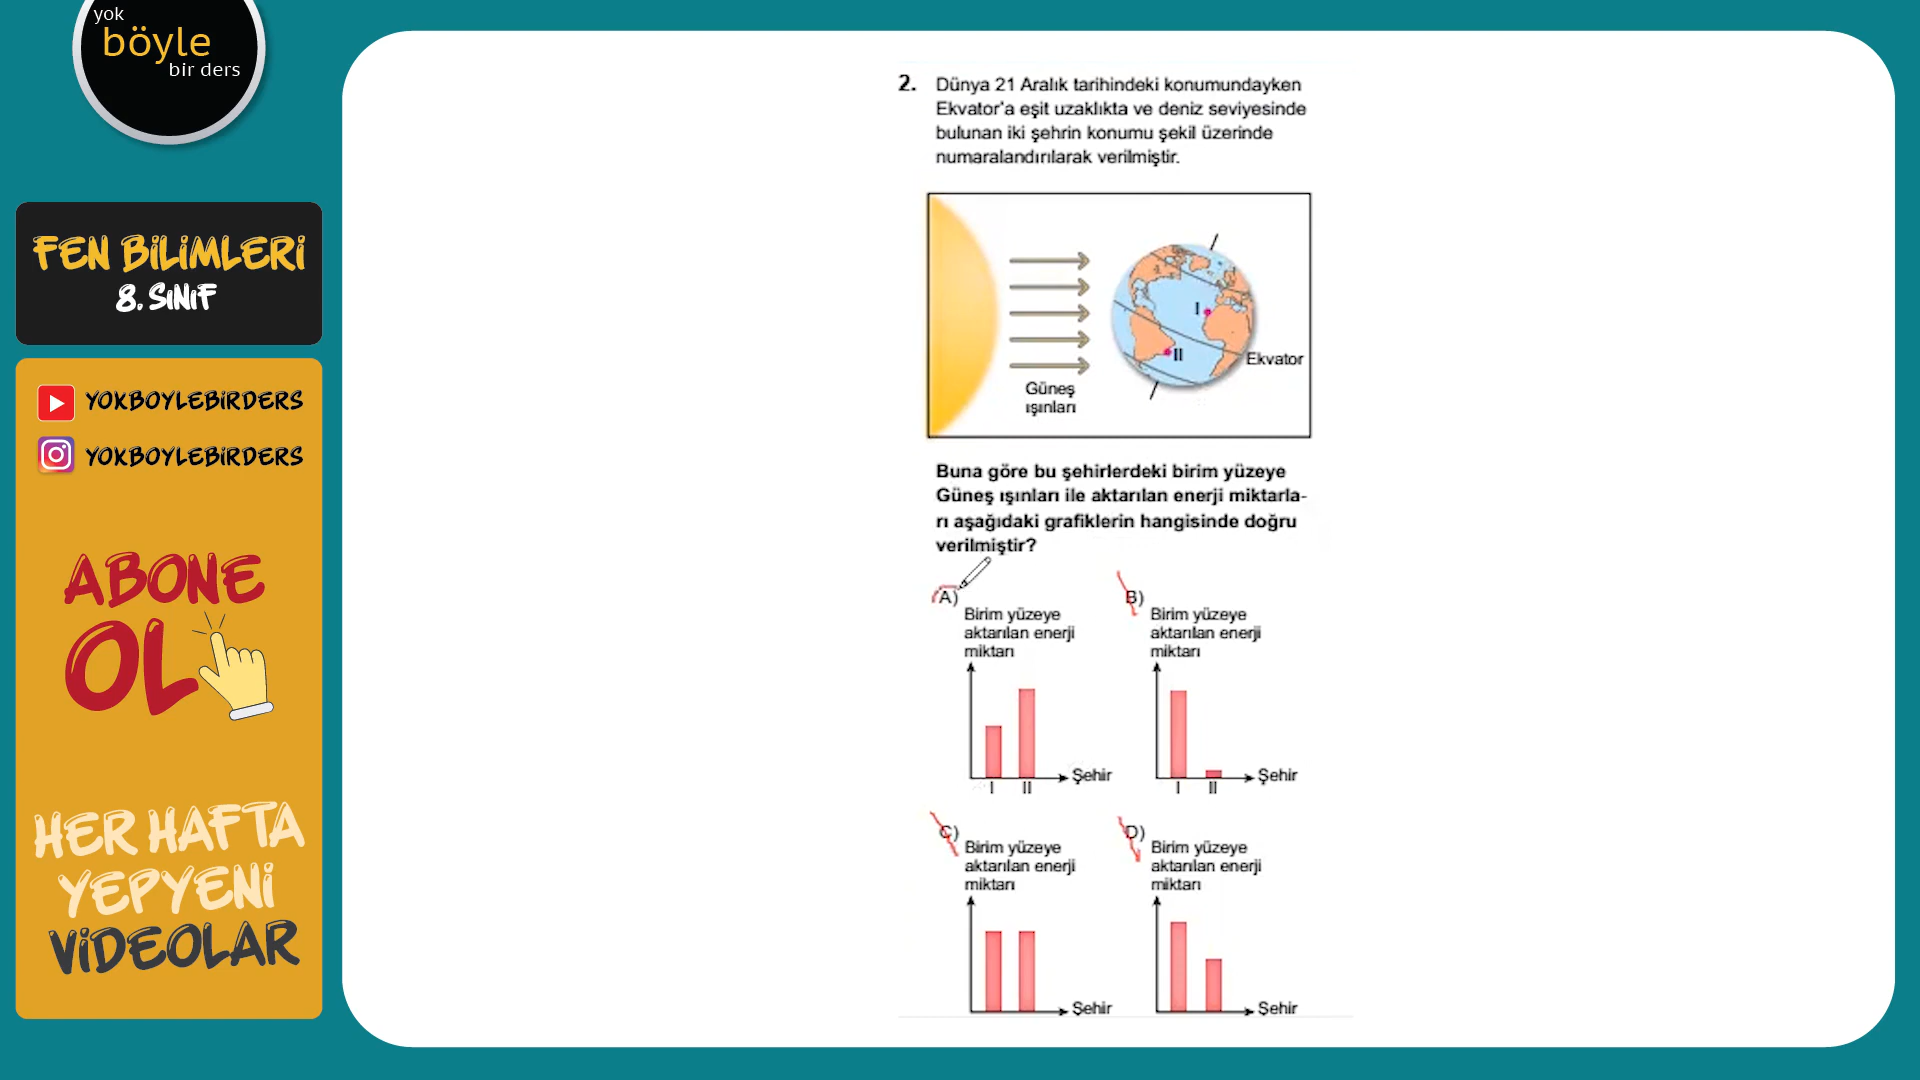 yok
böyle
bir ders
FEN BİLİMLERİ
8. SINIF
YOKBOYLEBİRDERS
YOKBOYLEBİRDERS
ABONE
OL
HER HAFTA
YEPYENİ
VİDEOLAR
2. Dünya 21 Aralık tarihindeki konumundayken
Ekvator'a eşit uzaklıkta ve deniz seviyesinde
bulunan iki şehrin konumu şekil üzerinde
numaralandırılarak verilmiştir.
I
II
Ekvator
Güneş
ışınları
Buna göre bu şehirlerdeki birim yüzeye
Güneş ışınları ile aktarılan enerji miktarla-
rı aşağıdaki grafiklerin hangisinde doğru
verilmiştir?
A)
Birim yüzeye
aktarılan enerji
miktarı
Şehir
I II
B)
Birim yüzeye
aktarılan enerji
miktarı
Şehir
I II
C)
Birim yüzeye
aktarılan enerji
miktarı
Şehir
D)
Birim yüzeye
aktarılan enerji
miktarı
Şehir